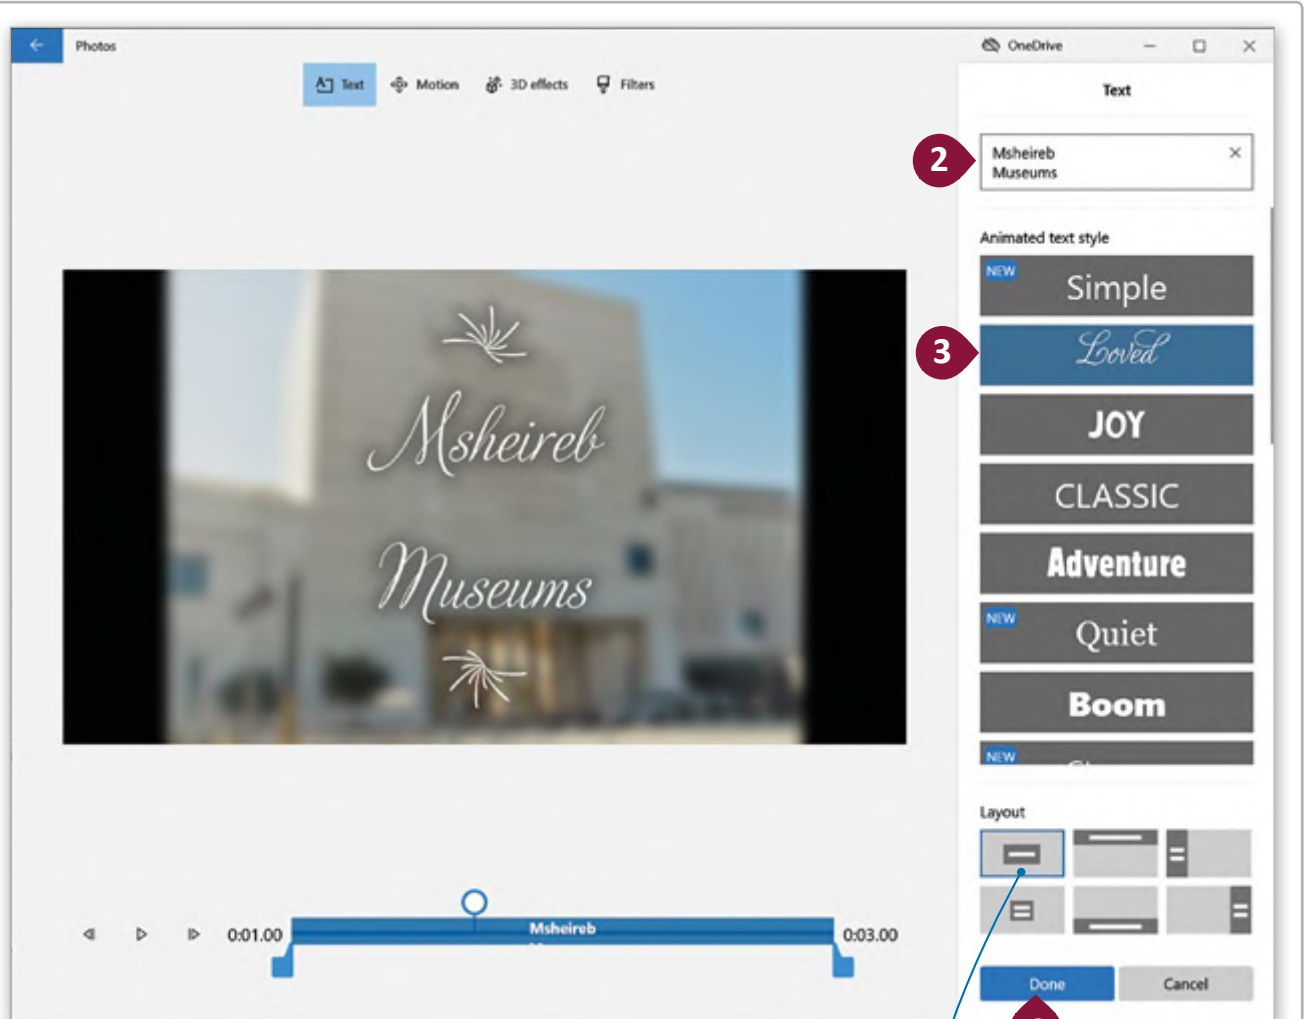 Photos
OneDrive
Text
Motion
3D effects
Filters
Text
2
Msheireb
Museums
Animated text style
NEW
Simple
3
Loved
JOY
CLASSIC
Adventure
NEW
Quiet
Boom
NEW
Msheireb
Museums
Layout
0:01.00
Msheireb
0:03.00
Done
Cancel